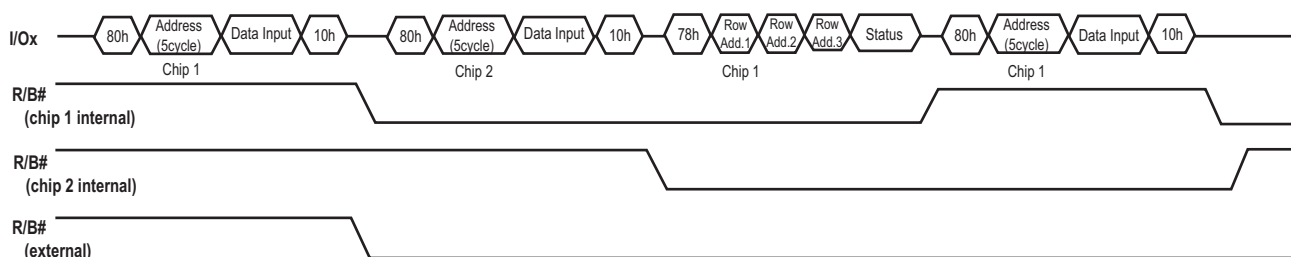 I/Ox 80h Address (5cycle) Data Input 10h 80h Address (5cycle) Data Input 10h 78h Row Add.1 Row Add.2 Row Add.3 Status 80h Address (5cycle) Data Input 10h
Chip 1 Chip 2 Chip 1 Chip 1
R/B#
(chip 1 internal)
R/B#
(chip 2 internal)
R/B#
(external)